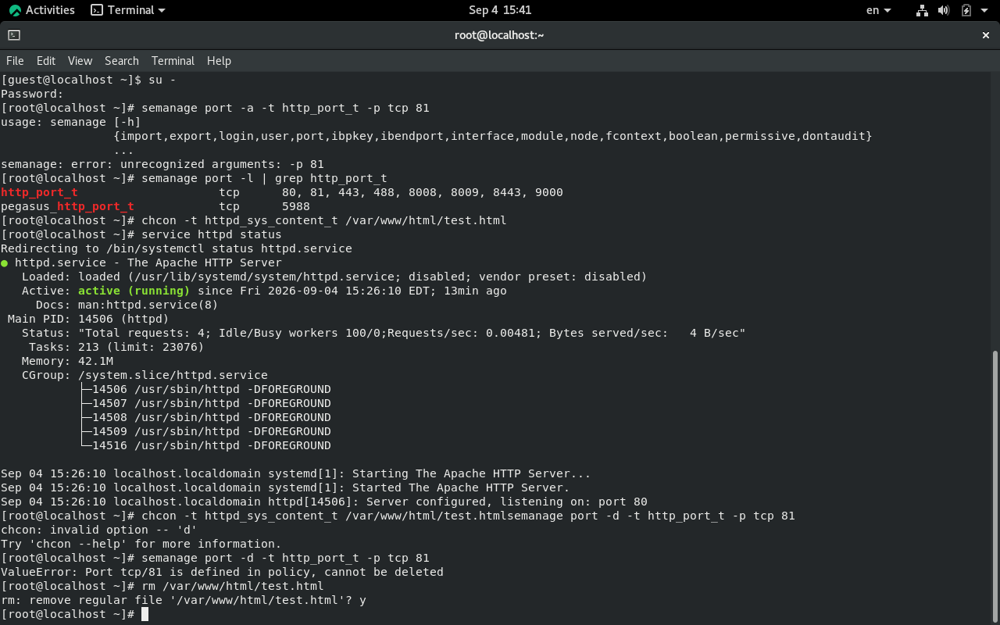 Activities Terminal Sep 4 15:41 en
root@localhost:~
File Edit View Search Terminal Help
[guest@localhost ~]$ su -
Password:
[root@localhost ~]# semanage port -a -t http_port_t -p tcp 81
usage: semanage [-h]
{import,export,login,user,port,ibpkey,ibendport,interface,module,node,fcontext,boolean,permissive,dontaudit}
...
semanage: error: unrecognized arguments: -p 81
[root@localhost ~]# semanage port -l | grep http_port_t
http_port_t tcp 80, 81, 443, 488, 8008, 8009, 8443, 9000
pegasus_http_port_t tcp 5988
[root@localhost ~]# chcon -t httpd_sys_content_t /var/www/html/test.html
[root@localhost ~]# service httpd status
Redirecting to /bin/systemctl status httpd.service
● httpd.service - The Apache HTTP Server
Loaded: loaded (/usr/lib/systemd/system/httpd.service; disabled; vendor preset: disabled)
Active: active (running) since Fri 2026-09-04 15:26:10 EDT; 13min ago
Docs: man:httpd.service(8)
Main PID: 14506 (httpd)
Status: "Total requests: 4; Idle/Busy workers 100/0;Requests/sec: 0.00481; Bytes served/sec:   4 B/sec"
Tasks: 213 (limit: 23076)
Memory: 42.1M
CGroup: /system.slice/httpd.service
├─14506 /usr/sbin/httpd -DFOREGROUND
├─14507 /usr/sbin/httpd -DFOREGROUND
├─14508 /usr/sbin/httpd -DFOREGROUND
├─14509 /usr/sbin/httpd -DFOREGROUND
└─14516 /usr/sbin/httpd -DFOREGROUND
Sep 04 15:26:10 localhost.localdomain systemd[1]: Starting The Apache HTTP Server...
Sep 04 15:26:10 localhost.localdomain systemd[1]: Started The Apache HTTP Server.
Sep 04 15:26:10 localhost.localdomain httpd[14506]: Server configured, listening on: port 80
[root@localhost ~]# chcon -t httpd_sys_content_t /var/www/html/test.htmlsemanage port -d -t http_port_t -p tcp 81
chcon: invalid option -- 'd'
Try 'chcon --help' for more information.
[root@localhost ~]# semanage port -d -t http_port_t -p tcp 81
ValueError: Port tcp/81 is defined in policy, cannot be deleted
[root@localhost ~]# rm /var/www/html/test.html
rm: remove regular file '/var/www/html/test.html'? y
[root@localhost ~]#